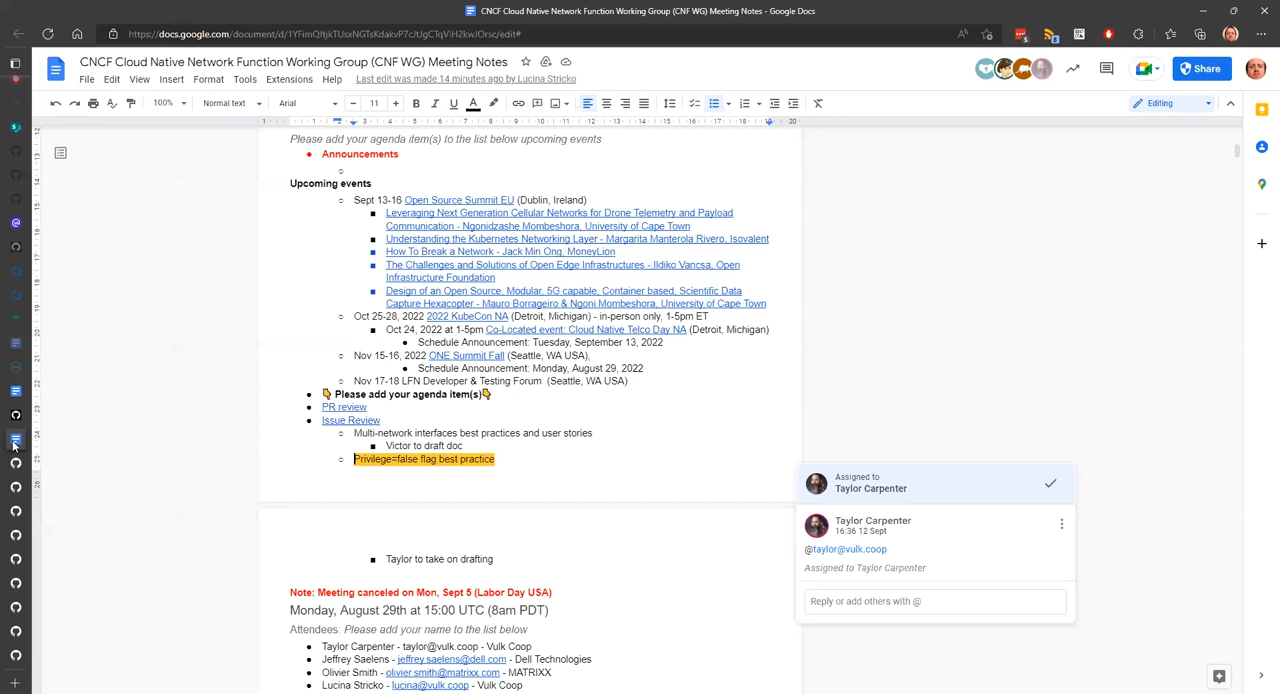 CNCF Cloud Native Network Function Working Group (CNF WG) Meeting Notes - Google Docs
CNCF Cloud Native Network Function Working Group (CNF WG) Meeting Notes
File Edit View Insert Format Tools Extensions Help Last edit was made 14 minutes ago by Lucina Stricko
Share
100% Normal text Arial 11 Editing
Please add your agenda item(s) to the list below upcoming events
Announcements
Upcoming events
Sept 13-16 Open Source Summit EU (Dublin, Ireland)
Leveraging Next Generation Cellular Networks for Drone Telemetry and Payload
Communication - Ngonidzashe Mombeshora, University of Cape Town
Understanding the Kubernetes Networking Layer - Margarita Manterola Rivero, Isovalent
How To Break a Network - Jack Min Ong, MoneyLion
The Challenges and Solutions of Open Edge Infrastructures - Ildiko Vancsa, Open
Infrastructure Foundation
Design of an Open Source, Modular, 5G capable, Container based, Scientific Data
Capture Hexacopter - Mauro Borrageiro & Ngoni Mombeshora, University of Cape Town
Oct 25-28, 2022 2022 KubeCon NA (Detroit, Michigan) - in-person only, 1-5pm ET
Oct 24, 2022 at 1-5pm Co-Located event: Cloud Native Telco Day NA (Detroit, Michigan)
Schedule Announcement: Tuesday, September 13, 2022
Nov 15-16, 2022 ONE Summit Fall (Seattle, WA USA),
Schedule Announcement: Monday, August 29, 2022
Nov 17-18 LFN Developer & Testing Forum (Seattle, WA USA)
👇 Please add your agenda item(s)👇
PR review
Issue Review
Multi-network interfaces best practices and user stories
Victor to draft doc
Privilege=false flag best practice
Taylor to take on drafting
Note: Meeting canceled on Mon, Sept 5 (Labor Day USA)
Monday, August 29th at 15:00 UTC (8am PDT)
Attendees: Please add your name to the list below
Taylor Carpenter - taylor@vulk.coop - Vulk Coop
Jeffrey Saelens - jeffrey.saelens@dell.com - Dell Technologies
Olivier Smith - olivier.smith@matrixx.com - MATRIXX
Lucina Stricko - lucina@vulk.coop - Vulk Coop
Assigned to
Taylor Carpenter
Taylor Carpenter
16:36 12 Sept
@taylor@vulk.coop
Assigned to Taylor Carpenter
Reply or add others with @